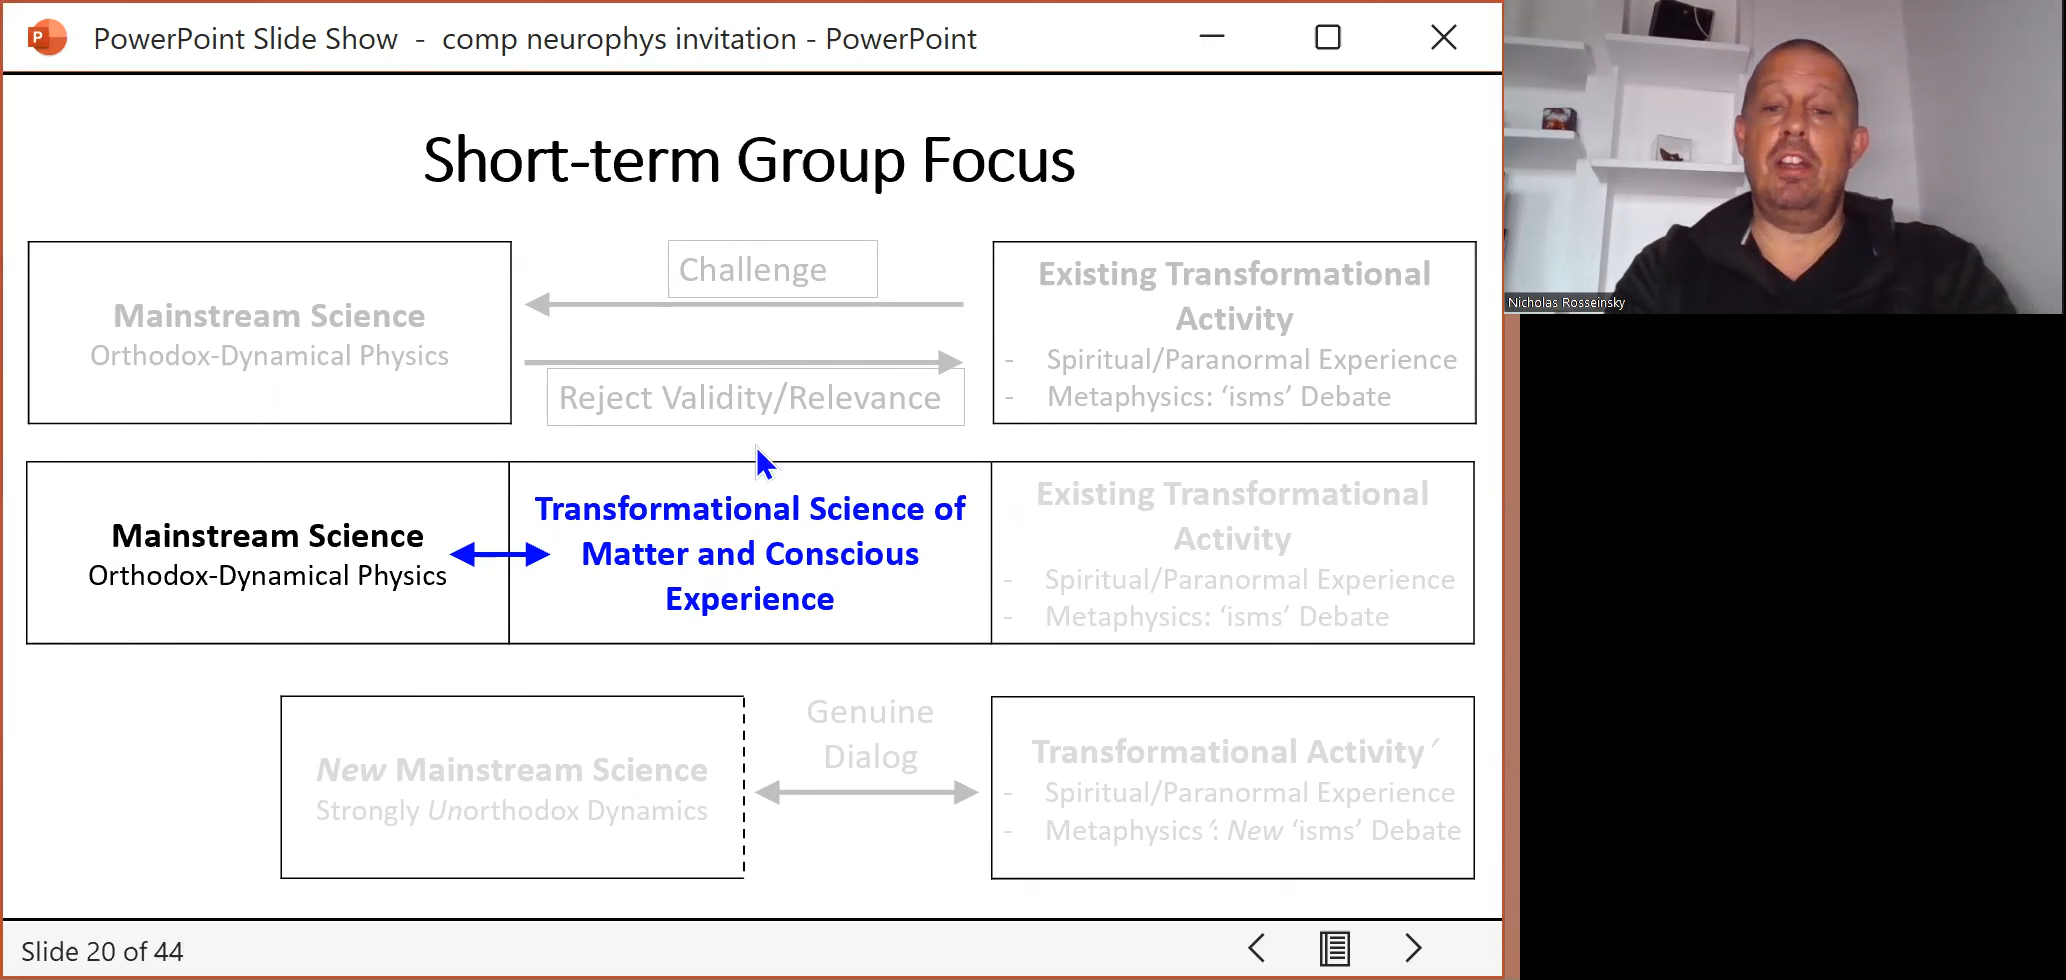 PowerPoint Slide Show - comp neurophys invitation - PowerPoint
Short-term Group Focus
Mainstream Science
Orthodox-Dynamical Physics
Challenge
Reject Validity/Relevance
Existing Transformational
Activity
- Spiritual/Paranormal Experience
- Metaphysics: ‘isms’ Debate
Mainstream Science
Orthodox-Dynamical Physics
Transformational Science of
Matter and Conscious
Experience
Existing Transformational
Activity
- Spiritual/Paranormal Experience
- Metaphysics: ‘isms’ Debate
New Mainstream Science
Strongly Unorthodox Dynamics
Genuine
Dialog
Transformational Activity′
- Spiritual/Paranormal Experience
- Metaphysics′: New ‘isms’ Debate
Slide 20 of 44
Nicholas Rosseinsky